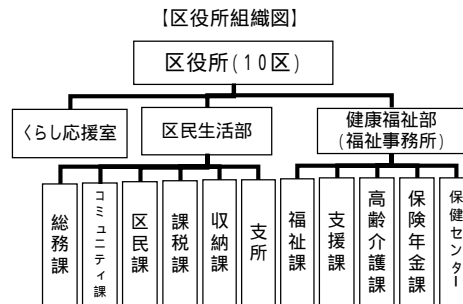 【区役所組織図】
区役所(10区)
くらし応援室
区民生活部
健康福祉部
(福祉事務所)
総務課
コミュニティ課
区民課
課税課
収納課
支所
福祉課
支援課
高齢介護課
保険年金課
保健センター